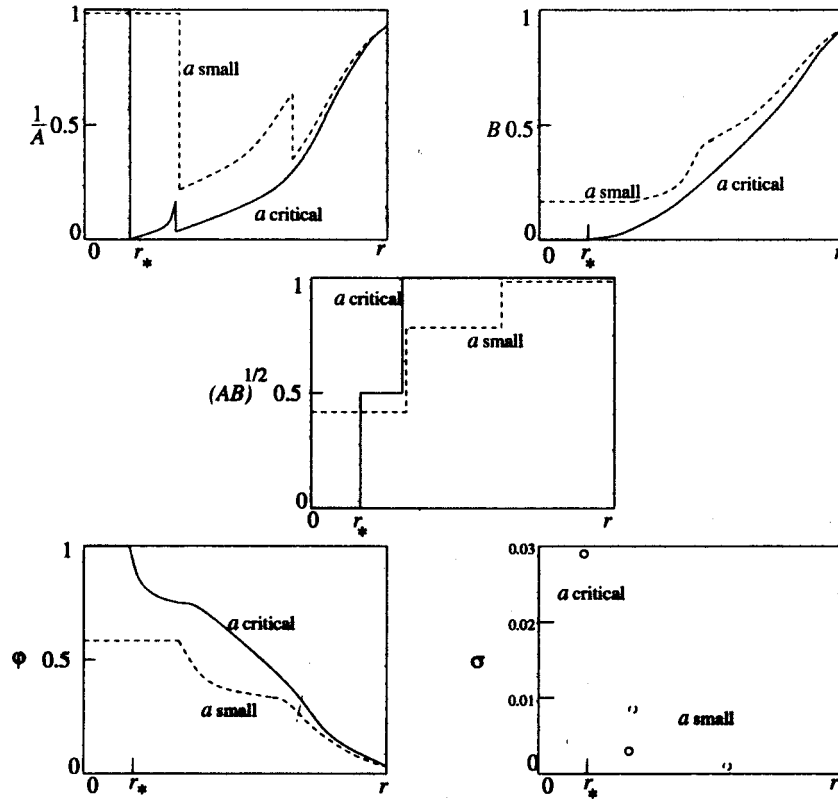 1
a small
1/A 0.5
a critical
0
0 r* r
1
B 0.5
a small
a critical
0
0 r* r
1
a critical
a small
(AB)^1/2 0.5
0
0 r* r
1
a critical
φ 0.5
a small
0
0 r* r
0.03
a critical
0.02
σ
0.01
a small
0
0 r* r